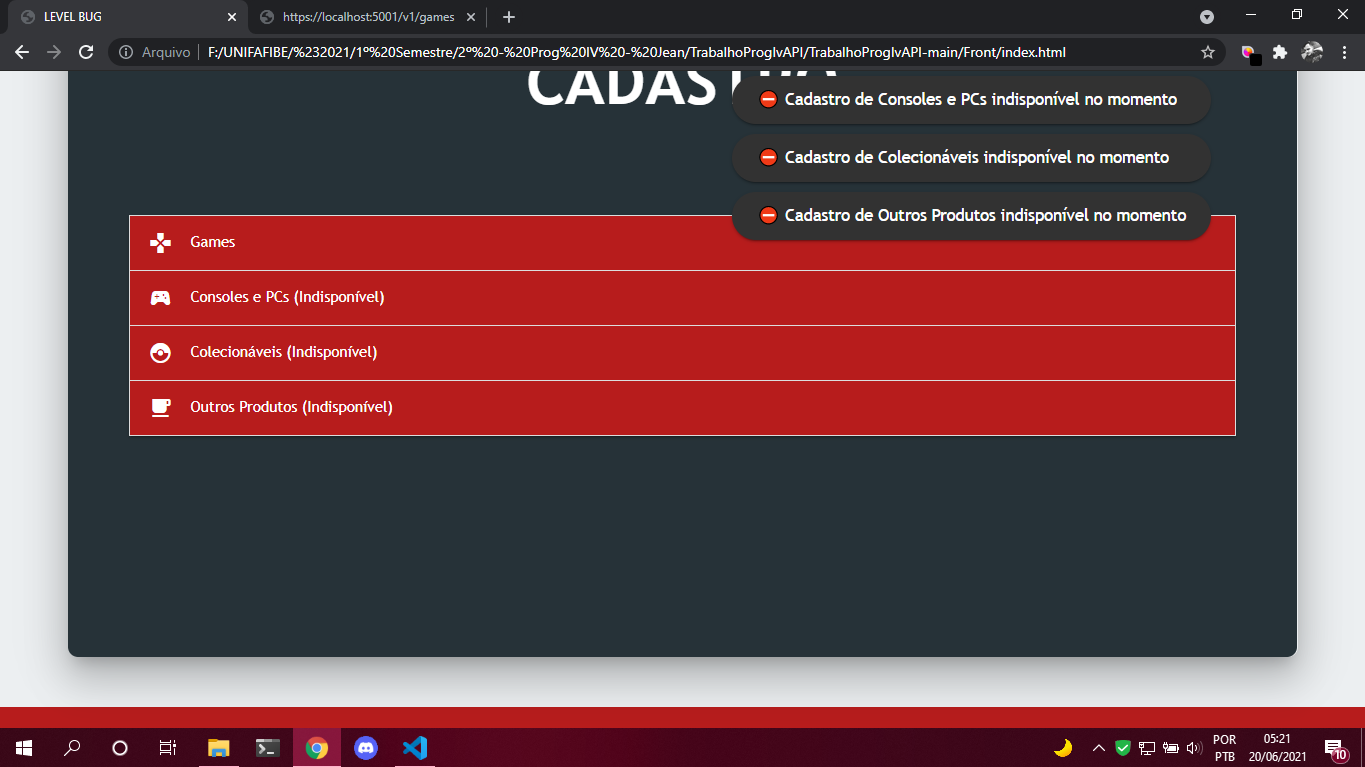 LEVEL BUG
https://localhost:5001/v1/games
Arquivo
F:/UNIFAFIBE/%232021/1º%20Semestre/2º%20-%20Prog%20IV%20-%20Jean/TrabalhoProgIvAPI/TrabalhoProgIvAPI-main/Front/index.html
Cadastro de Consoles e PCs indisponível no momento
Cadastro de Colecionáveis indisponível no momento
Cadastro de Outros Produtos indisponível no momento
Games
Consoles e PCs (Indisponível)
Colecionáveis (Indisponível)
Outros Produtos (Indisponível)
POR
PTB
05:21
20/06/2021
10